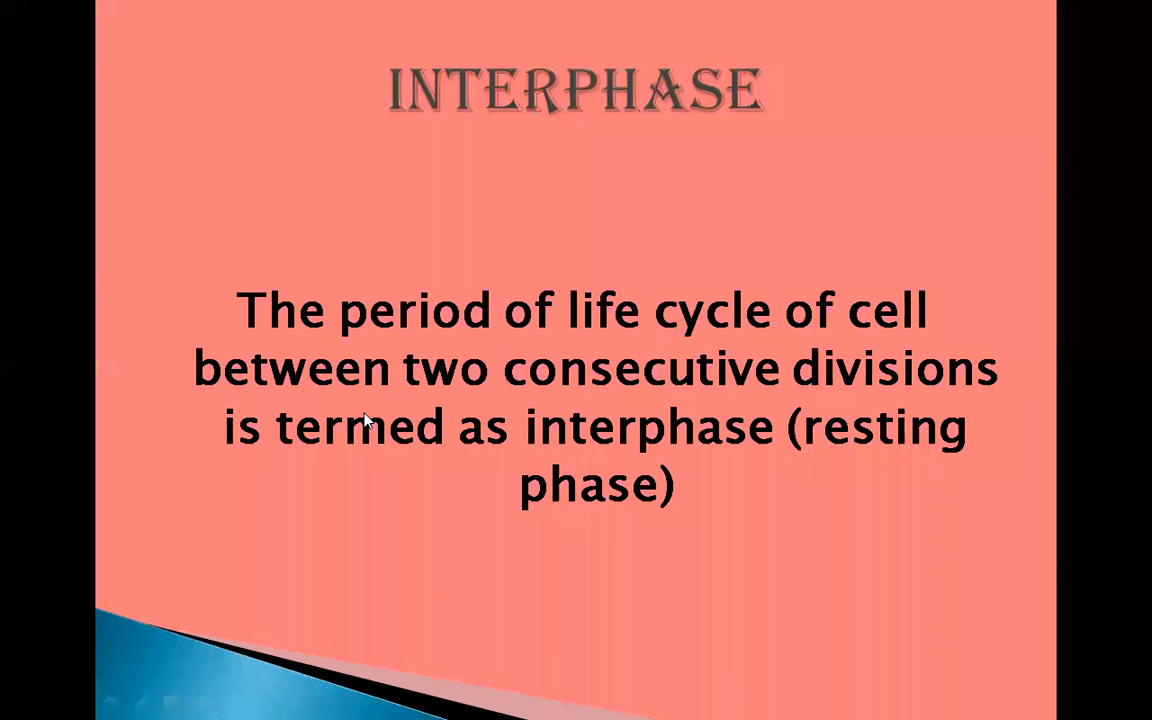 INTERPHASE
The period of life cycle of cell
between two consecutive divisions
is termed as interphase (resting
phase)